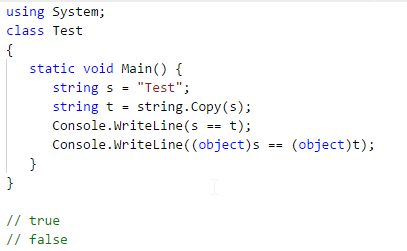 using System;
class Test
{
static void Main() {
string s = "Test";
string t = string.Copy(s);
Console.WriteLine(s == t);
Console.WriteLine((object)s == (object)t);
}
}
// true
// false